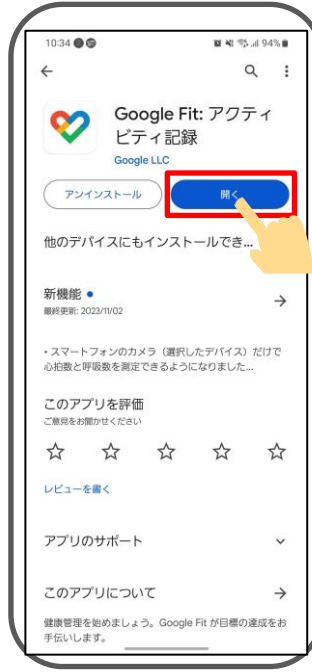 10:34
94%
Google Fit: アクティ
ビティ記録
Google LLC
アンインストール
開く
他のデバイスにもインストールでき...
新機能
最終更新: 2023/11/02
・スマートフォンのカメラ（選択したデバイス）だけで
心拍数と呼吸数を測定できるようになりました...
このアプリを評価
ご意見をお聞かせください
レビューを書く
アプリのサポート
このアプリについて
健康管理を始めましょう。Google Fit が目標の達成をお
手伝いします。